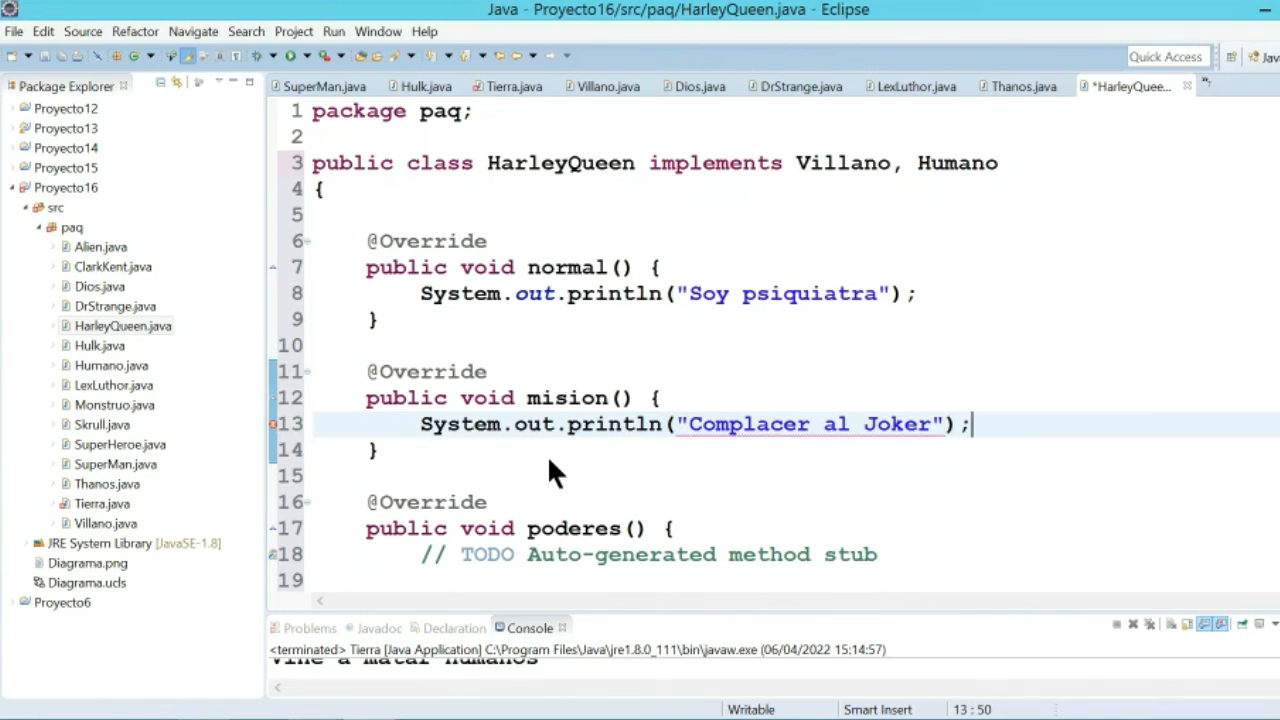 Java - Proyecto16/src/paq/HarleyQueen.java - Eclipse
File Edit Source Refactor Navigate Search Project Run Window Help
Quick Access
Package Explorer
SuperMan.java Hulk.java Tierra.java Villano.java Dios.java DrStrange.java LexLuthor.java Thanos.java *HarleyQuee...
Proyecto12
Proyecto13
Proyecto14
Proyecto15
Proyecto16
src
paq
Alien.java
ClarkKent.java
Dios.java
DrStrange.java
HarleyQueen.java
Hulk.java
Humano.java
LexLuthor.java
Monstruo.java
Skrull.java
SuperHeroe.java
SuperMan.java
Thanos.java
Tierra.java
Villano.java
JRE System Library [JavaSE-1.8]
Diagrama.png
Diagrama.ucls
Proyecto6
1 package paq;
2
3 public class HarleyQueen implements Villano, Humano
4 {
5
6 @Override
7 public void normal() {
8 System.out.println("Soy psiquiatra");
9 }
10
11 @Override
12 public void mision() {
13 System.out.println("Complacer al Joker");
14 }
15
16 @Override
17 public void poderes() {
18 // TODO Auto-generated method stub
19
Problems Javadoc Declaration Console
<terminated> Tierra [Java Application] C:\Program Files\Java\jre1.8.0_111\bin\javaw.exe (06/04/2022 15:14:57)
vine a matar humanos
Writable Smart Insert 13 : 50